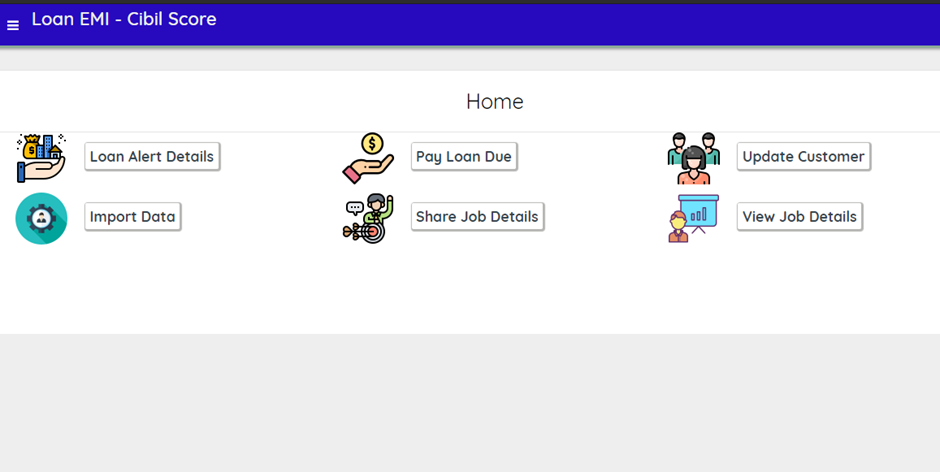 Loan EMI - Cibil Score
Home
Loan Alert Details
Pay Loan Due
Update Customer
Import Data
Share Job Details
View Job Details